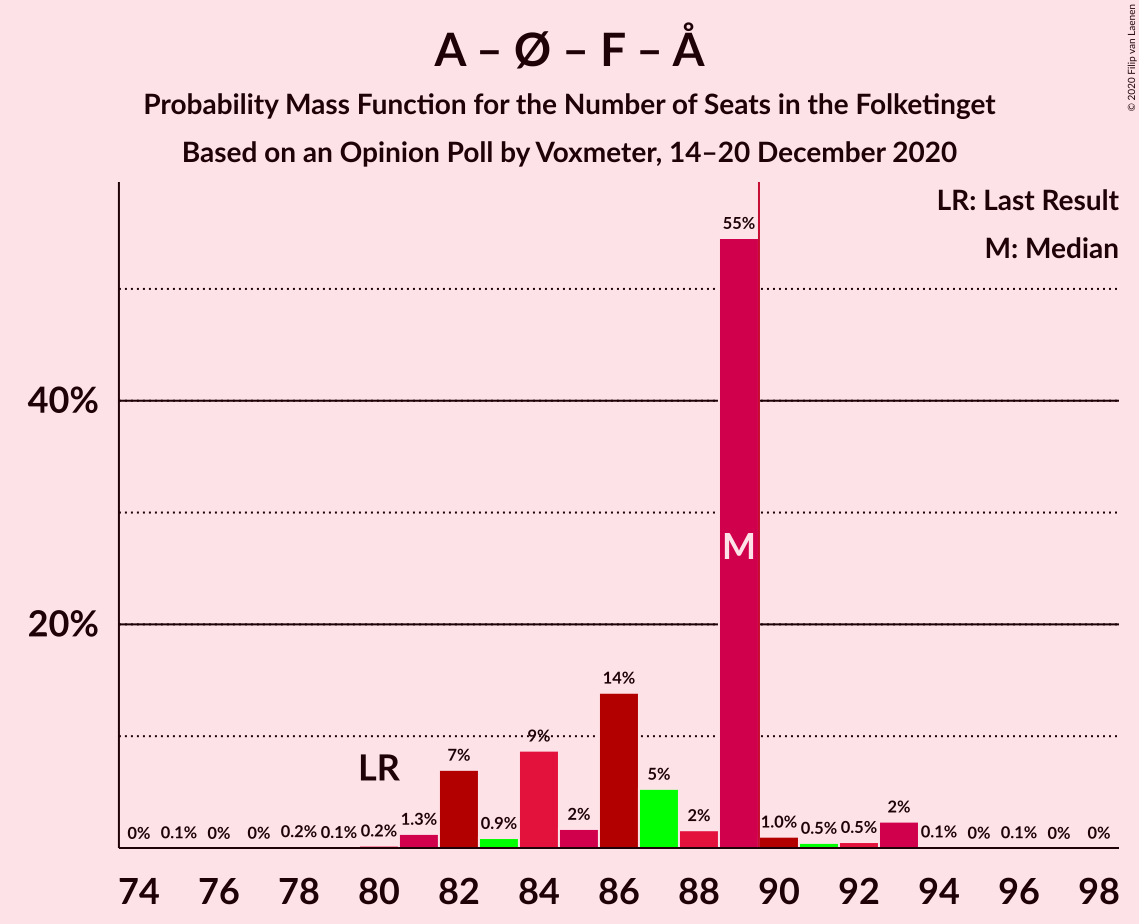 A – Ø – F – Å
Probability Mass Function for the Number of Seats in the Folketinget
Based on an Opinion Poll by Voxmeter, 14–20 December 2020
© 2020 Filip van Laenen
LR: Last Result
M: Median
55%
40%
M
20%
14%
9%
7%
LR
5%
2%
2%
2%
1.3%
0% 0.1% 0% 0% 0.2% 0.1% 0.2% 0.9% 1.0% 0.5% 0.5% 0.1% 0% 0.1% 0% 0%
74 76 78 80 82 84 86 88 90 92 94 96 98